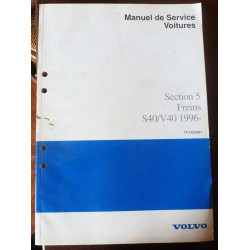 Manuel de Service
Voitures
Section 5
Freins
S40/V40 1996-
VOLVO